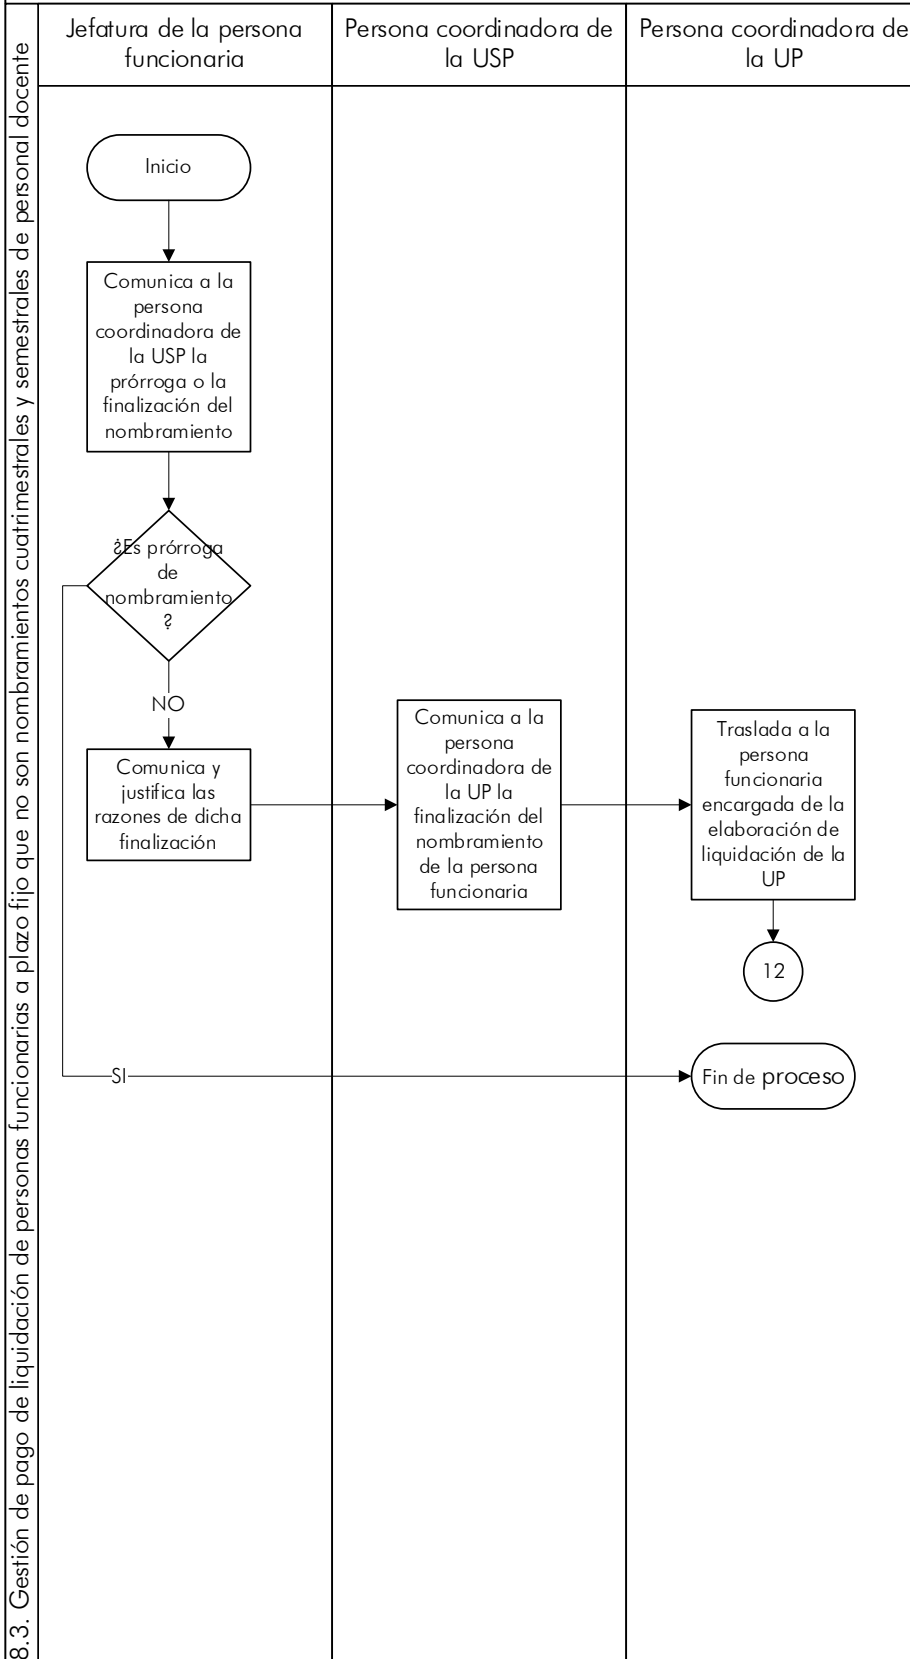 8.3. Gestión de pago de liquidación de personas funcionarias a plazo fijo que no son nombramientos cuatrimestrales y semestrales de personal docente
Jefatura de la persona
funcionaria
Persona coordinadora de
la USP
Persona coordinadora de
la UP
Inicio
Comunica a la
persona
coordinadora de
la USP la
prórroga o la
finalización del
nombramiento
¿Es prórroga
de
nombramiento
?
NO
Comunica y
justifica las
razones de dicha
finalización
Comunica a la
persona
coordinadora de
la UP la
finalización del
nombramiento
de la persona
funcionaria
Traslada a la
persona
funcionaria
encargada de la
elaboración de
liquidación de la
UP
12
SI
Fin de proceso